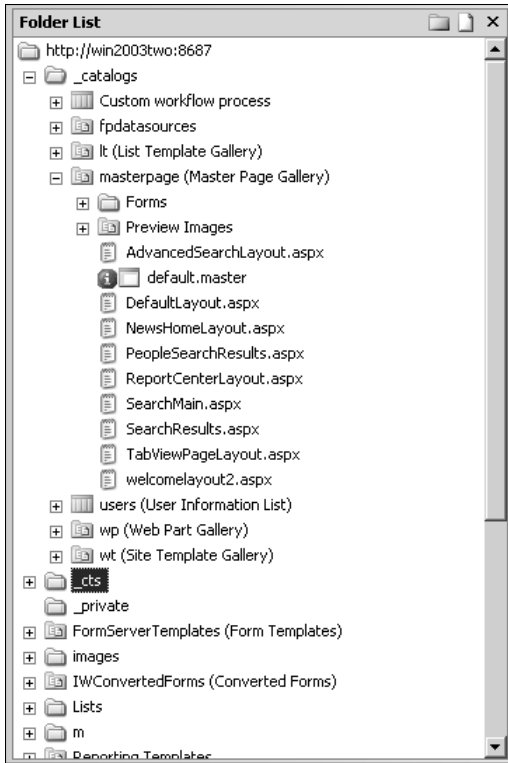 Folder List
http://win2003two:8687
_catalogs
Custom workflow process
fpdatasources
lt (List Template Gallery)
masterpage (Master Page Gallery)
Forms
Preview Images
AdvancedSearchLayout.aspx
default.master
DefaultLayout.aspx
NewsHomeLayout.aspx
PeopleSearchResults.aspx
ReportCenterLayout.aspx
SearchMain.aspx
SearchResults.aspx
TabViewPageLayout.aspx
welcomelayout2.aspx
users (User Information List)
wp (Web Part Gallery)
wt (Site Template Gallery)
_cts
_private
FormServerTemplates (Form Templates)
images
IWConvertedForms (Converted Forms)
Lists
m
Reporting Templates